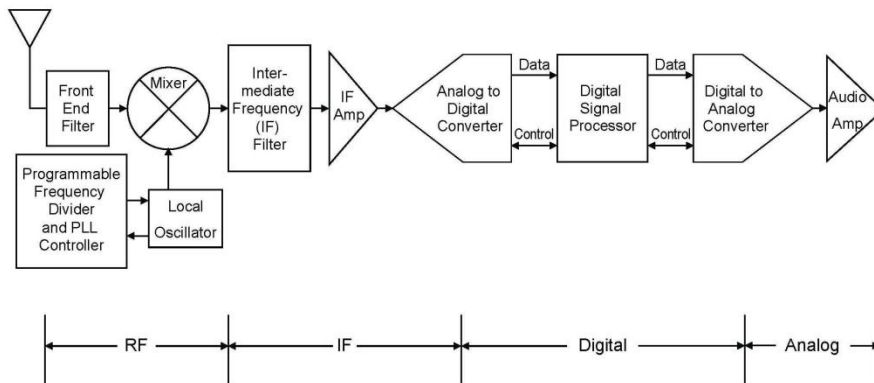 Front
End
Filter
Mixer
Inter-
mediate
Frequency
(IF)
Filter
IF
Amp
Analog to
Digital
Converter
Data
Control
Digital
Signal
Processor
Data
Control
Digital to
Analog
Converter
Audio
Amp
Programmable
Frequency
Divider
and PLL
Controller
Local
Oscillator
RF
IF
Digital
Analog